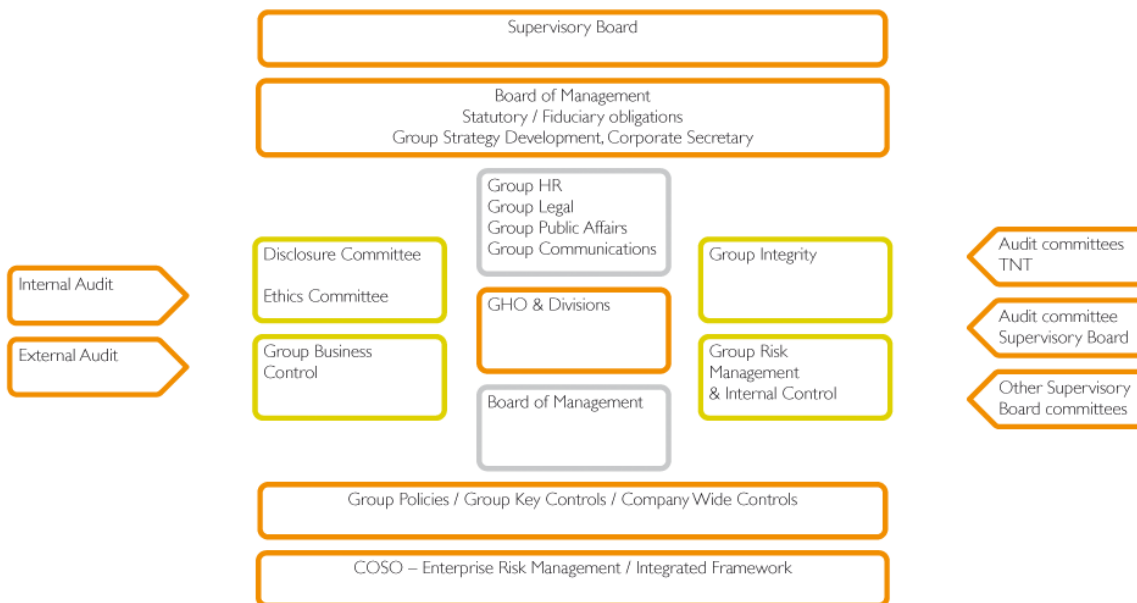 Supervisory Board
Board of Management
Statutory / Fiduciary obligations
Group Strategy Development, Corporate Secretary
Group HR
Group Legal
Group Public Affairs
Group Communications
Disclosure Committee
Ethics Committee
Group Integrity
Audit committees
TNT
Internal Audit
GHO & Divisions
Audit committee
Supervisory Board
External Audit
Group Business
Control
Group Risk
Management
& Internal Control
Other Supervisory
Board committees
Board of Management
Group Policies / Group Key Controls / Company Wide Controls
COSO – Enterprise Risk Management / Integrated Framework